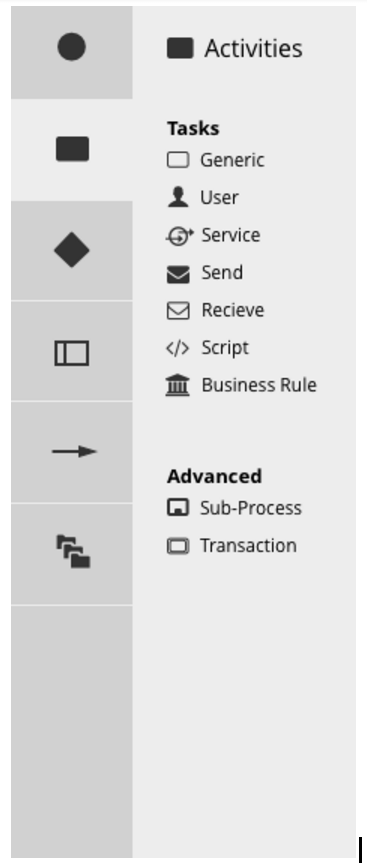 Activities
Tasks
Generic
User
Service
Send
Recieve
Script
Business Rule
Advanced
Sub-Process
Transaction